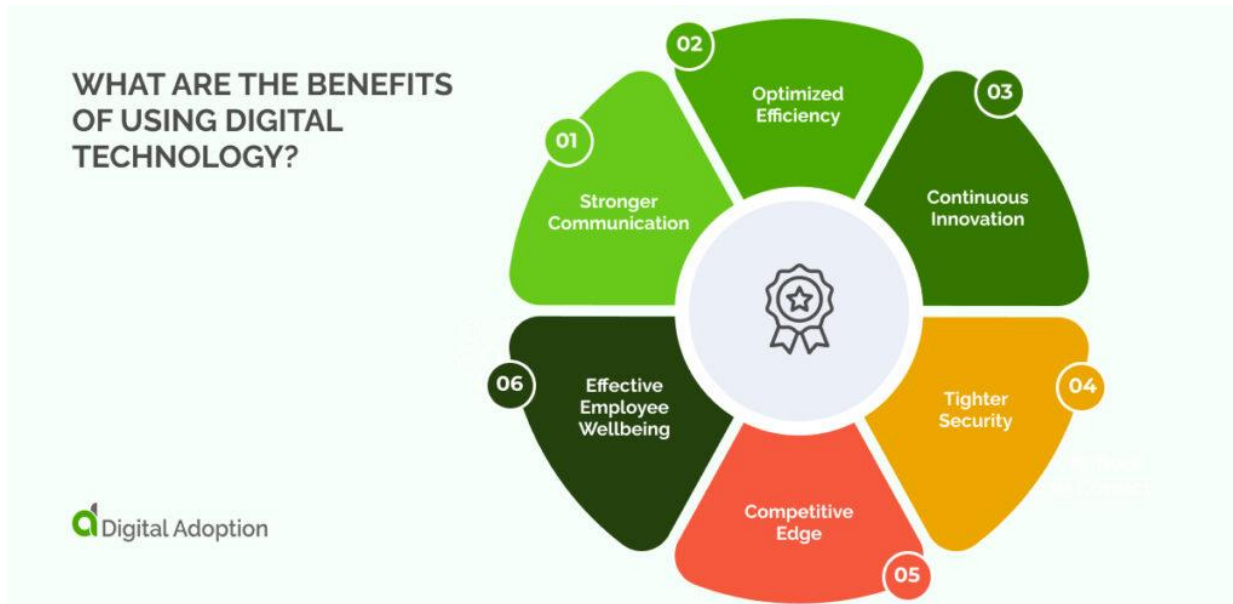 WHAT ARE THE BENEFITS
OF USING DIGITAL
TECHNOLOGY?
01
Stronger
Communication
02
Optimized
Efficiency
03
Continuous
Innovation
04
Tighter
Security
05
Competitive
Edge
06
Effective
Employee
Wellbeing
Digital Adoption